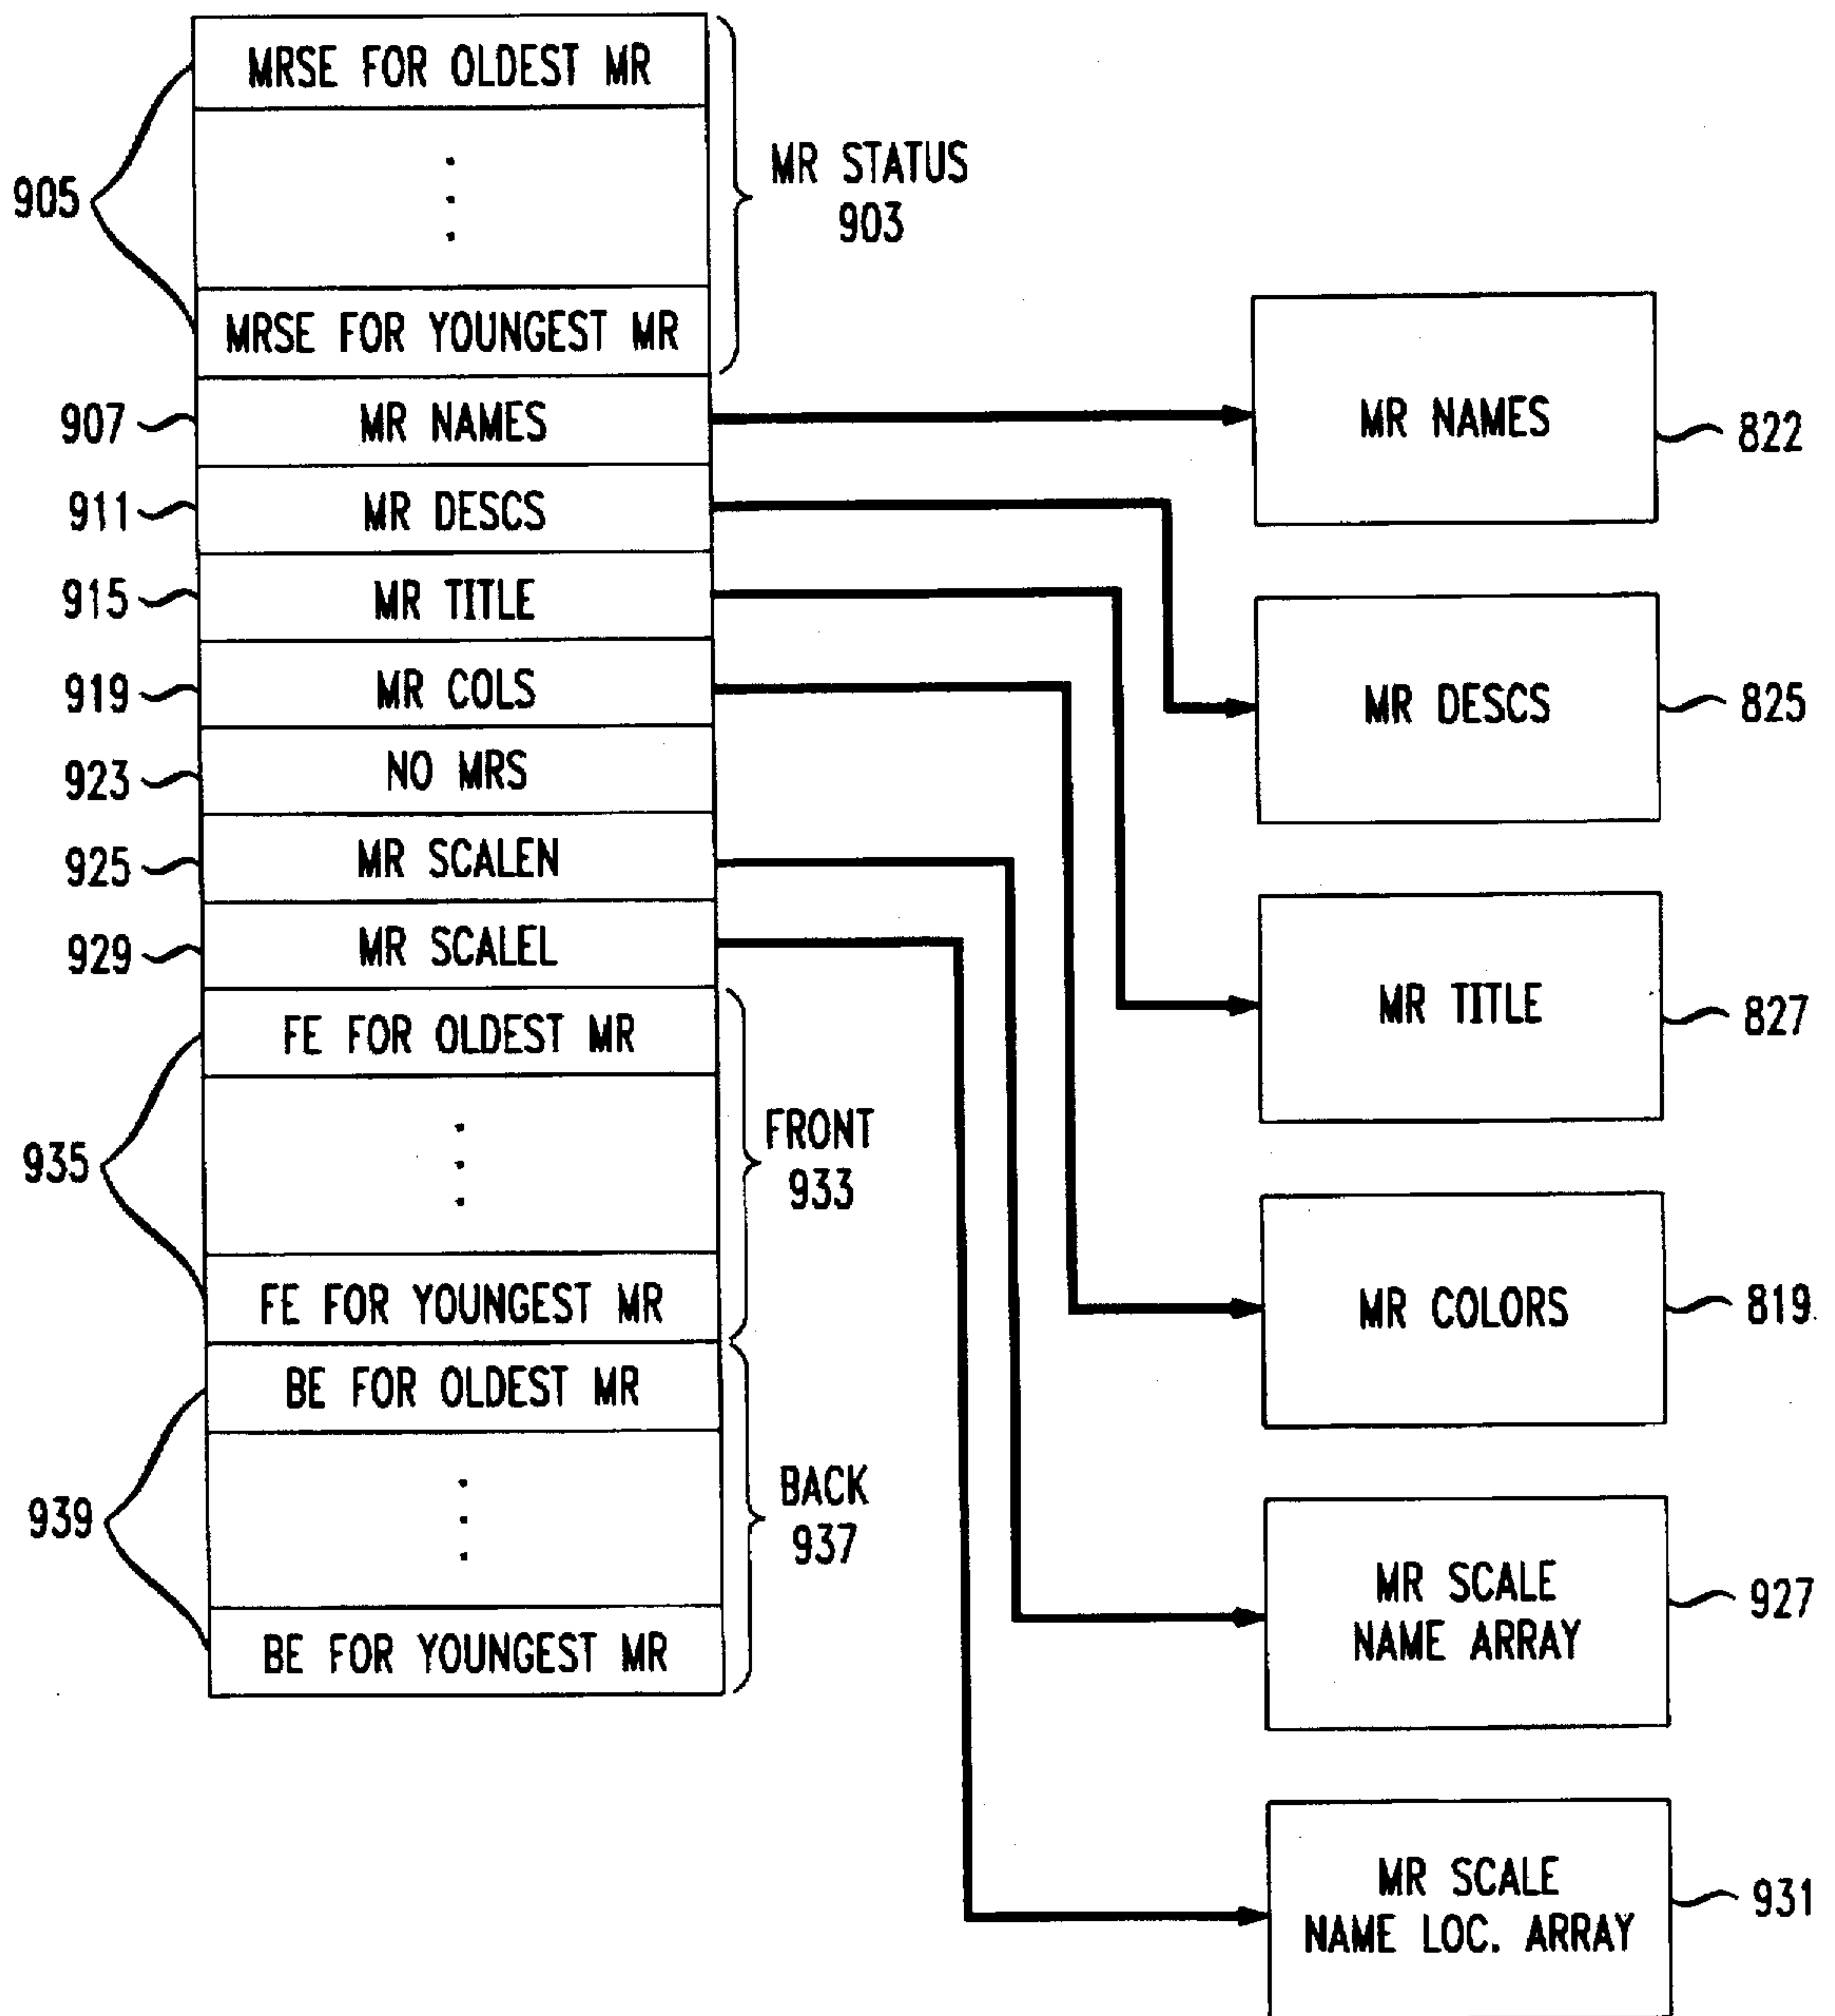 MRSE FOR OLDEST MR
905
MR STATUS
903
MRSE FOR YOUNGEST MR
907
MR NAMES
MR NAMES
822
911
MR DESCS
MR DESCS
825
915
MR TITLE
MR TITLE
827
919
MR COLS
MR COLORS
819
923
NO MRS
925
MR SCALEN
MR SCALE
NAME ARRAY
927
929
MR SCALEL
MR SCALE
NAME LOC. ARRAY
931
FE FOR OLDEST MR
935
FRONT
933
FE FOR YOUNGEST MR
BE FOR OLDEST MR
939
BACK
937
BE FOR YOUNGEST MR